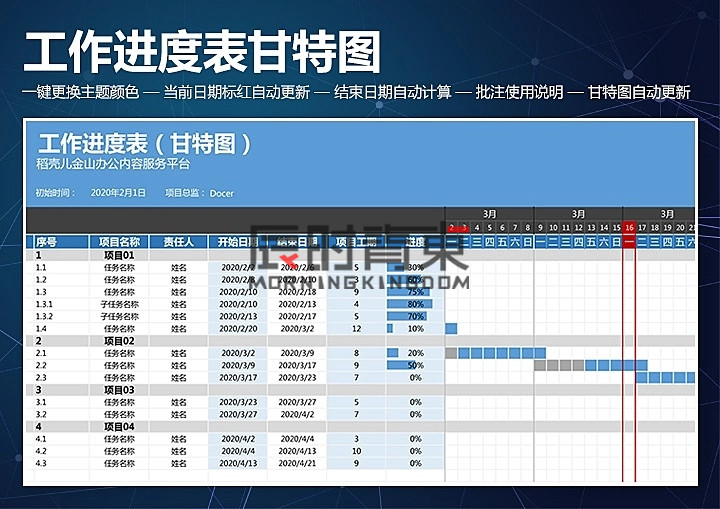 工作进度表甘特图
一键更换主题颜色 — 当前日期标红自动更新 — 结束日期自动计算 — 批注使用说明 — 甘特图自动更新
工作进度表（甘特图）
稻壳儿金山办公内容服务平台
初始时间： 2020年2月1日 项目总监： Docer
3月 3月 3月
2 3 4 5 6 7 8 9 10 11 12 13 14 15 16 17 18 19 20 21
序号 项目名称 责任人 开始日期 结束日期 项目工期 进度 一 二 三 四 五 六 日 一 二 三 四 五 六 日 一 二 三 四 五 六
1 项目01
1.1 任务名称 姓名 2020/2/2 2020/2/6 5 30%
1.2 任务名称 姓名 3 60%
1.3 任务名称 姓名 2020/2/10 2020/2/18 9 75%
1.3.1 子任务名称 姓名 2020/2/10 2020/2/13 4 80%
1.3.2 子任务名称 姓名 2020/2/13 2020/2/17 5 70%
1.4 任务名称 姓名 2020/2/20 2020/3/2 12 10%
2 项目02
2.1 任务名称 姓名 2020/3/2 2020/3/9 8 20%
2.2 任务名称 姓名 2020/3/9 2020/3/17 9 50%
2.3 任务名称 姓名 2020/3/17 2020/3/23 7 0%
3 项目03
3.1 任务名称 姓名 2020/3/23 2020/3/27 5 0%
3.2 任务名称 姓名 2020/3/27 2020/4/2 7 0%
4 项目04
4.1 任务名称 姓名 2020/4/2 2020/4/4 3 0%
4.2 任务名称 姓名 2020/4/4 2020/4/13 10 0%
4.3 任务名称 姓名 2020/4/13 2020/4/21 9 0%
MORNINGKINGDOM